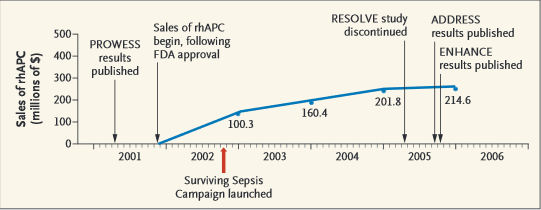 RESOLVE study
discontinued
ADDRESS
results published
ENHANCE
results published
PROWESS
results
published
Sales of rhAPC
begin, following
FDA approval
Sales of rhAPC
(millions of $)
500
400
300
200
100
0
100.3
160.4
201.8
214.6
2001
2002
2003
2004
2005
2006
Surviving Sepsis
Campaign launched